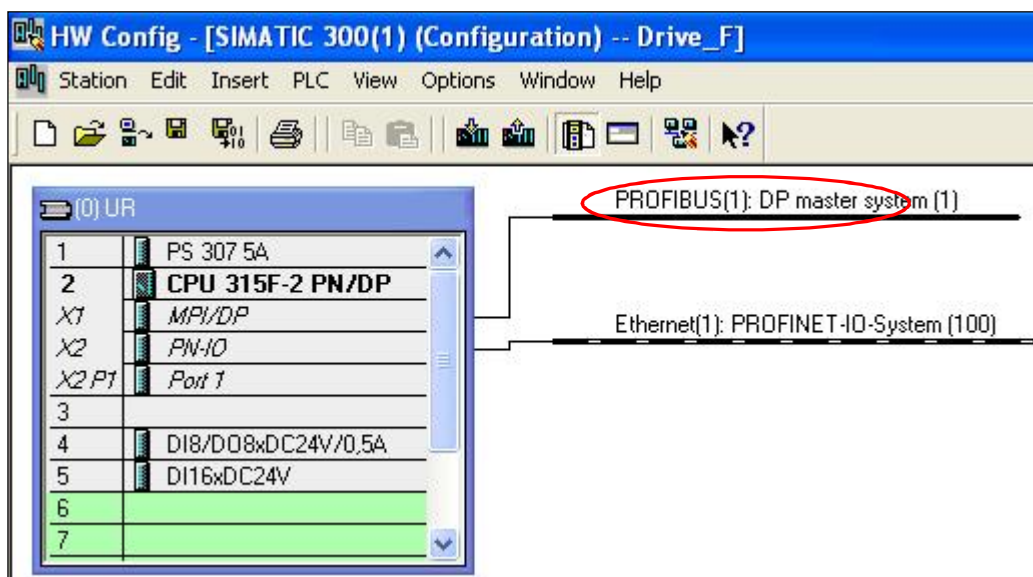 HW Config - [SIMATIC 300(1) (Configuration) -- Drive_F]
Station Edit Insert PLC View Options Window Help
(0) UR
1 PS 307 5A
2 CPU 315F-2 PN/DP
X1 MPI/DP
X2 PN-IO
X2 P1 Port 1
3
4 DI8/DO8xDC24V/0,5A
5 DI16xDC24V
6
7
PROFIBUS(1): DP master system (1)
Ethernet(1): PROFINET-IO-System (100)